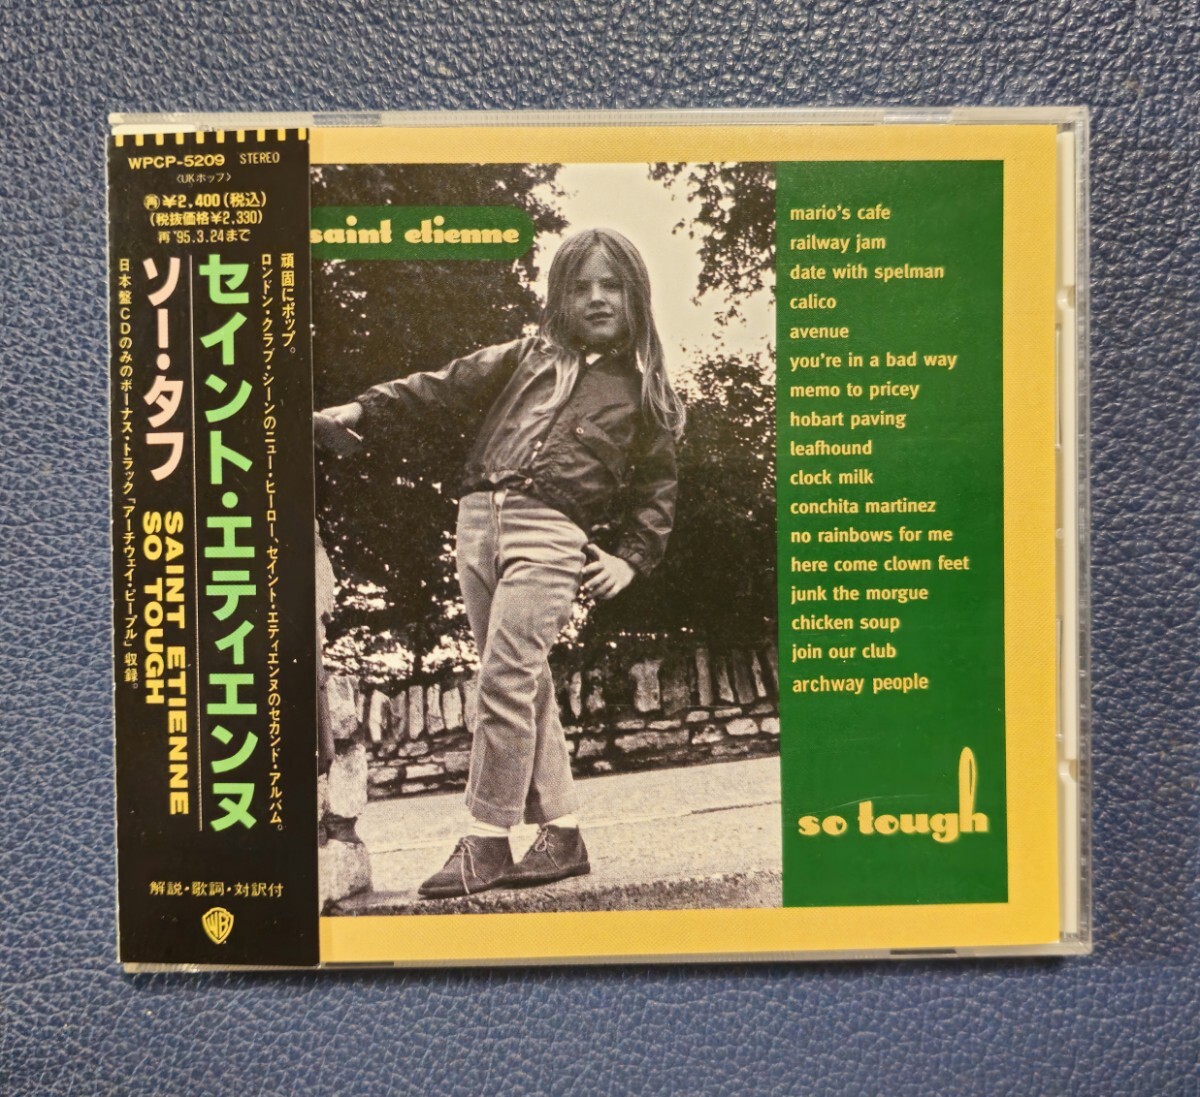 WPCP-5209 STEREO
〈UKポップ〉
再¥2,400(税込)
(税抜価格¥2,330)
再'95.3.24まで
頑固にポップ。
ロンドン・クラブ・シーンのニュー・ヒーロー、セイント・エティエンヌのセカンド・アルバム。
セイント・エティエンヌ
ソー・タフ
SAINT ETIENNE
SO TOUGH
日本盤CDのみのボーナス・トラック「アーチウェイ・ピープル」収録。
解説・歌詞・対訳付
WB
saint etienne
mario's cafe
railway jam
date with spelman
calico
avenue
you're in a bad way
memo to pricey
hobart paving
leafhound
clock milk
conchita martinez
no rainbows for me
here come clown feet
junk the morgue
chicken soup
join our club
archway people
so tough